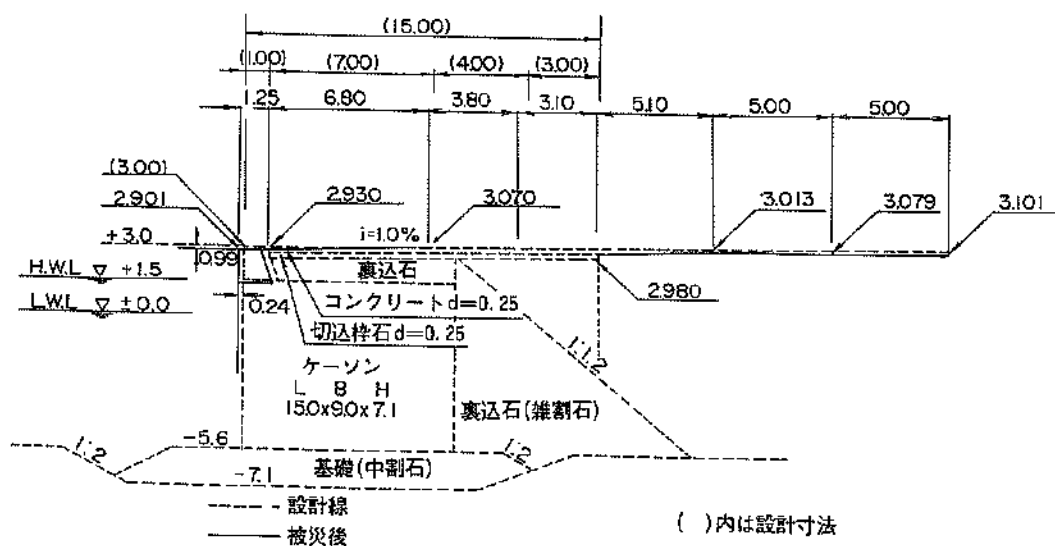 (15.00)
(1.00) (7.00) (4.00) (3.00)
.25 6.80 3.80 3.10 5.10 5.00 5.00
(3.00)
2.901 2.930 3.070 3.013 3.079 3.101
+3.0 i=1.0%
0.99 裏込石
H.W.L ▽ +1.5
2.980
L.W.L ▽ ±0.0
0.24 コンクリートd=0.25
切込枠石d=0.25
ケーソン
L B H
15.0x9.0x7.1
1:1.2
裏込石(雑割石)
-5.6
1:2 1:2
基礎(中割石)
-7.1
設計線
被災後
( )内は設計寸法